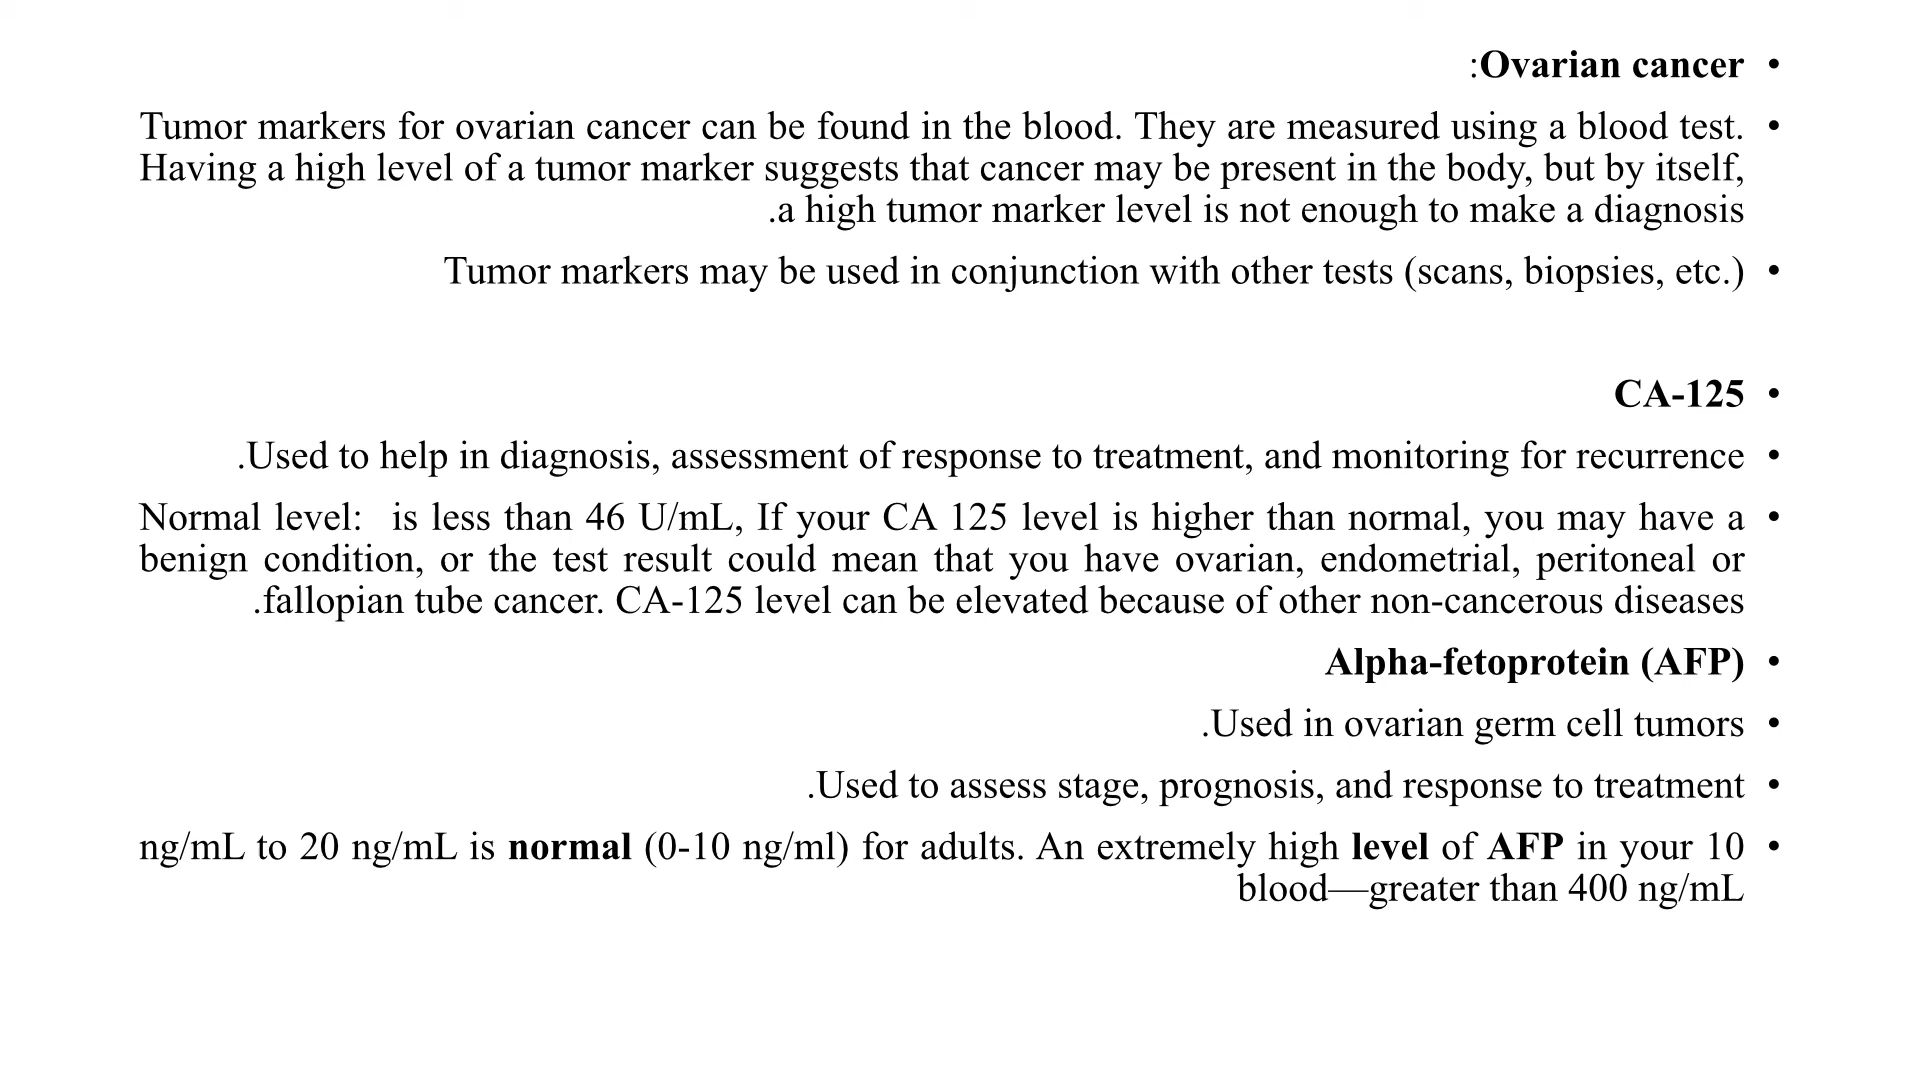 • Ovarian cancer:
• Tumor markers for ovarian cancer can be found in the blood. They are measured using a blood test.
Having a high level of a tumor marker suggests that cancer may be present in the body, but by itself,
a high tumor marker level is not enough to make a diagnosis.
• Tumor markers may be used in conjunction with other tests (scans, biopsies, etc.)
• CA-125
• Used to help in diagnosis, assessment of response to treatment, and monitoring for recurrence.
• Normal level: is less than 46 U/mL, If your CA 125 level is higher than normal, you may have a
benign condition, or the test result could mean that you have ovarian, endometrial, peritoneal or
fallopian tube cancer. CA-125 level can be elevated because of other non-cancerous diseases.
• Alpha-fetoprotein (AFP)
• Used in ovarian germ cell tumors.
• Used to assess stage, prognosis, and response to treatment.
• 10 ng/mL to 20 ng/mL is normal (0-10 ng/ml) for adults. An extremely high level of AFP in your
blood—greater than 400 ng/mL